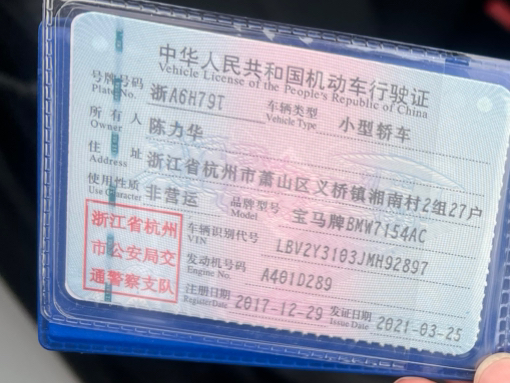 中华人民共和国机动车行驶证
Vehicle License of the People's Republic of China
号牌号码 浙A6H79T 车辆类型 小型轿车
Plate No. Vehicle Type
所有人 陈力华
Owner
住址 浙江省杭州市萧山区义桥镇湘南村2组27户
Address
使用性质 非营运 品牌型号 宝马牌BMW7154AC
Use Character Model
浙江省杭州
市公安局交
通警察支队
车辆识别代号 LBV2Y3103JMH92897
VIN
发动机号码 A401D289
Engine No.
注册日期 2017-12-29 发证日期 2021-03-25
Register Date Issue Date